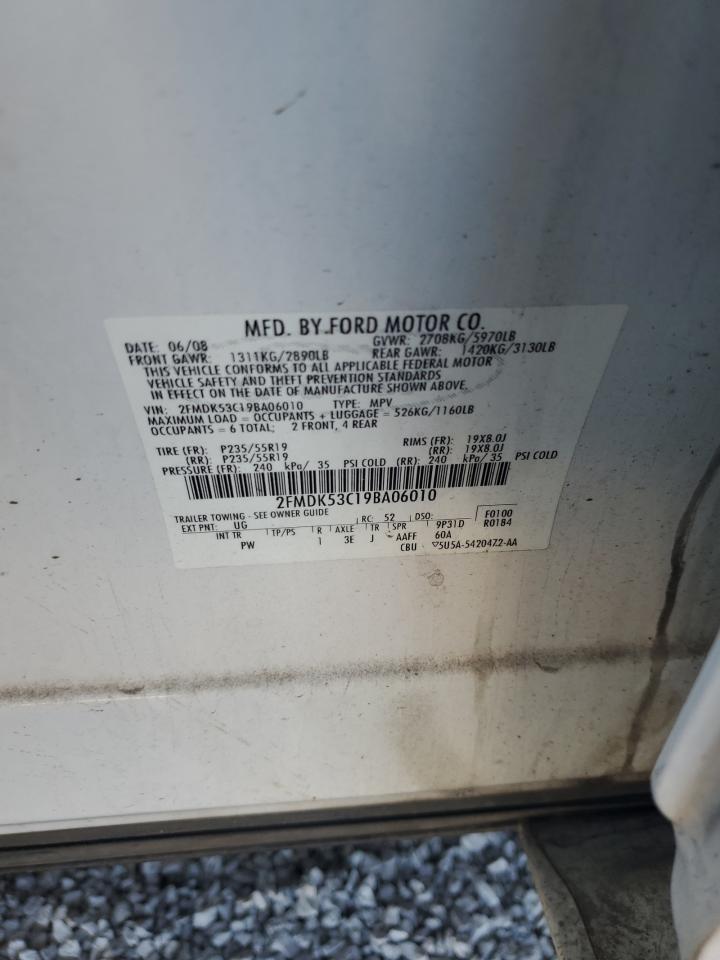 MFD. BY FORD MOTOR CO.
DATE: 06/08 GVWR: 2708KG/5970LB
FRONT GAWR: 1311KG/2890LB REAR GAWR: 1420KG/3130LB
THIS VEHICLE CONFORMS TO ALL APPLICABLE FEDERAL MOTOR
VEHICLE SAFETY AND THEFT PREVENTION STANDARDS
IN EFFECT ON THE DATE OF MANUFACTURE SHOWN ABOVE.
VIN: 2FMDK53C19BA06010 TYPE: MPV
MAXIMUM LOAD = OCCUPANTS + LUGGAGE = 526KG/1160LB
OCCUPANTS = 6 TOTAL: 2 FRONT, 4 REAR
TIRE (FR): P235/55R19 RIMS (FR): 19X8.0J
(RR): P235/55R19 (RR): 19X8.0J
PRESSURE (FR): 240 kPa/ 35 PSI COLD (RR): 240 kPa/ 35 PSI COLD
2FMDK53C19BA06010
TRAILER TOWING - SEE OWNER GUIDE F0100
EXT PNT: UG RC: 52 DSO: R0184
INT TR TP/PS R AXLE TR SPR 9P31D
PW 1 3E J AAFF 60A
CBU 5U5A-5420472-AA